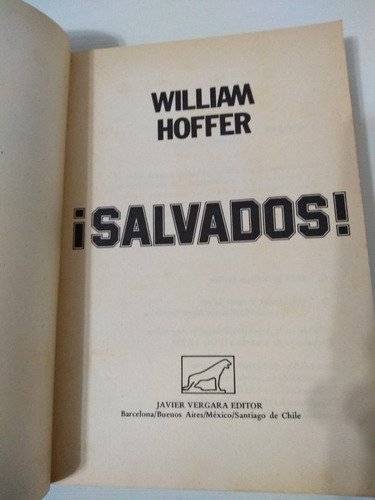 WILLIAM
HOFFER
¡SALVADOS!
JAVIER VERGARA EDITOR
Barcelona/Buenos Aires/México/Santiago de Chile